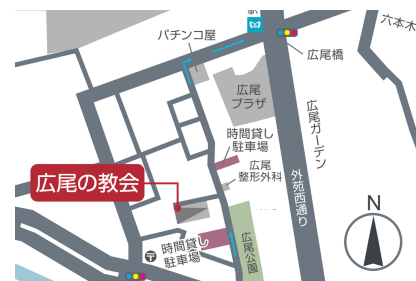 駅
六本木
パチンコ屋
広尾橋
広尾
プラザ
広尾ガーデン
時間貸し
駐車場
広尾
整形外科
外苑西通り
広尾の教会
N
時間貸し
駐車場
広尾公園